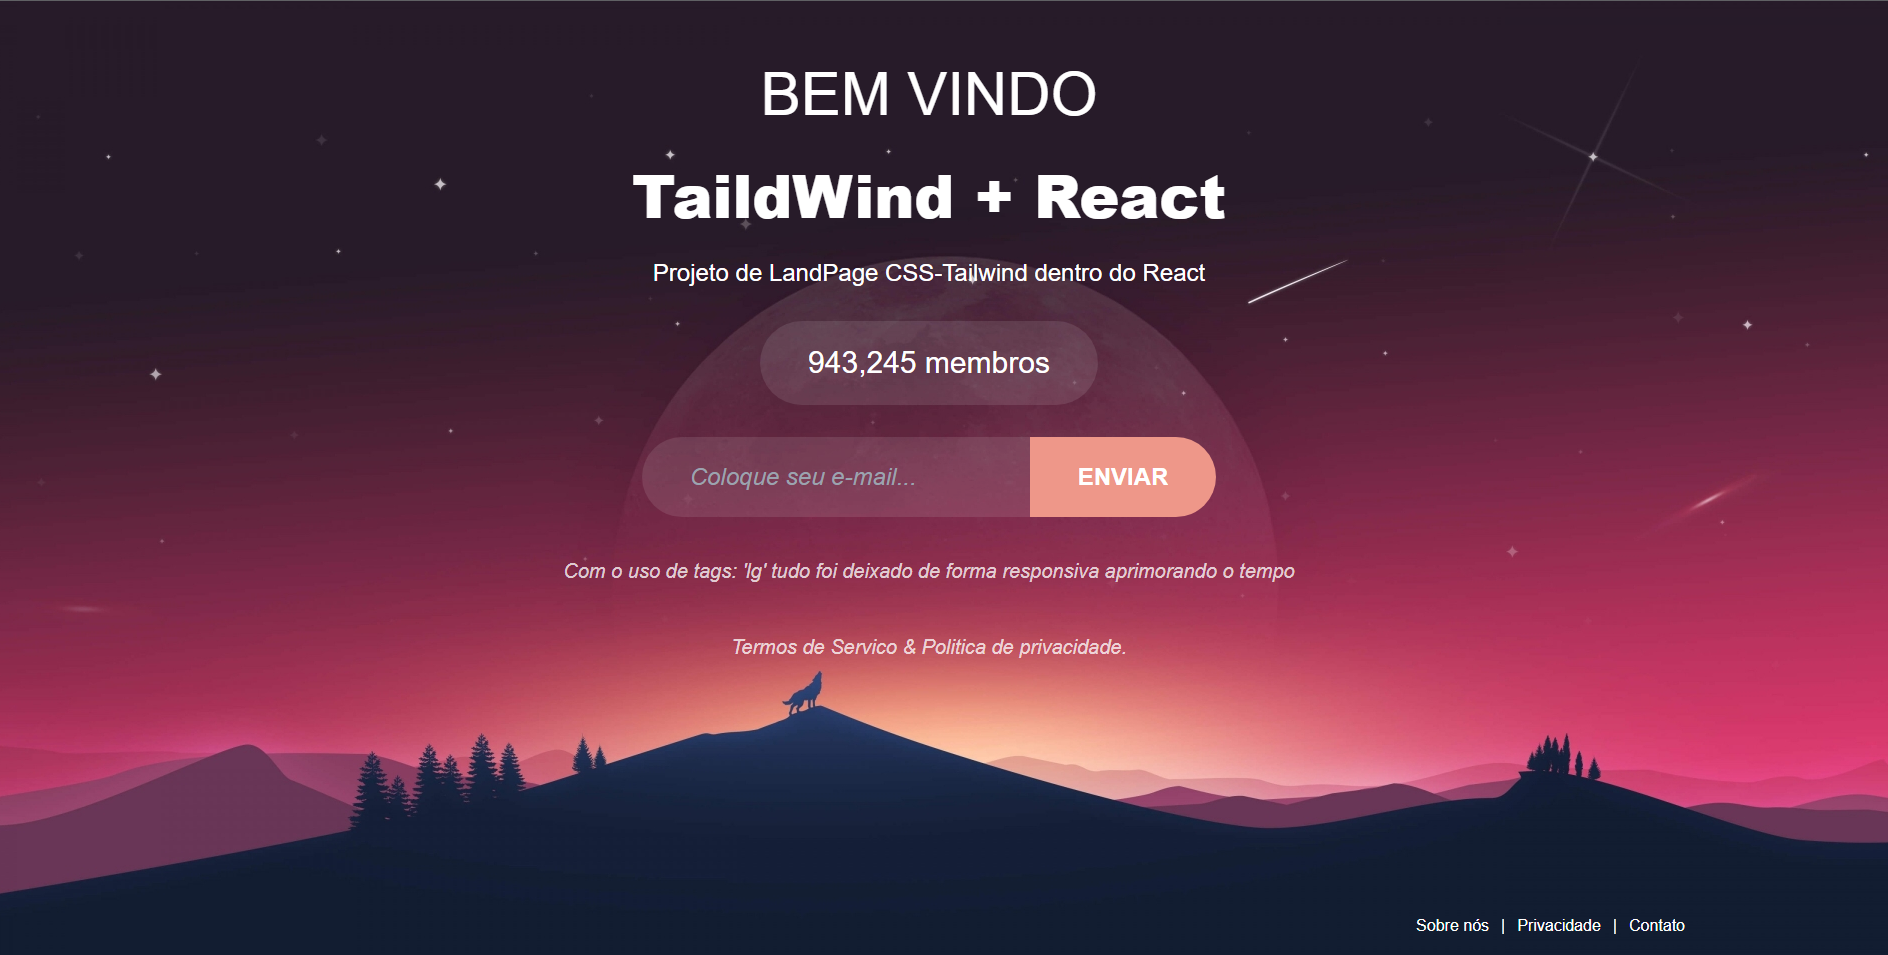 BEM VINDO
TaildWind + React
Projeto de LandPage CSS-Tailwind dentro do React
943,245 membros
Coloque seu e-mail...
ENVIAR
Com o uso de tags: 'lg' tudo foi deixado de forma responsiva aprimorando o tempo
Termos de Servico & Politica de privacidade.
Sobre nós | Privacidade | Contato